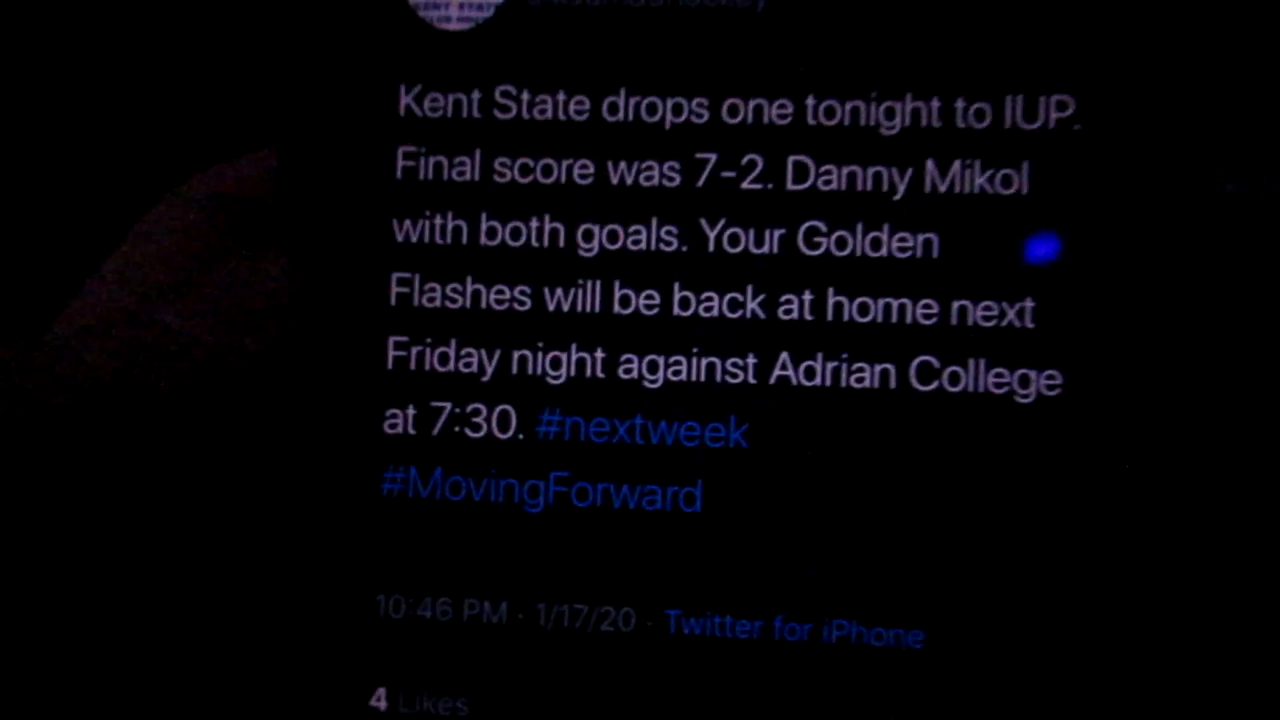 KENT STATE
Kent State drops one tonight to IUP.
Final score was 7-2. Danny Mikol
with both goals. Your Golden
Flashes will be back at home next
Friday night against Adrian College
at 7:30. #nextweek
#MovingForward
10:46 PM · 1/17/20 · Twitter for iPhone
4 Likes